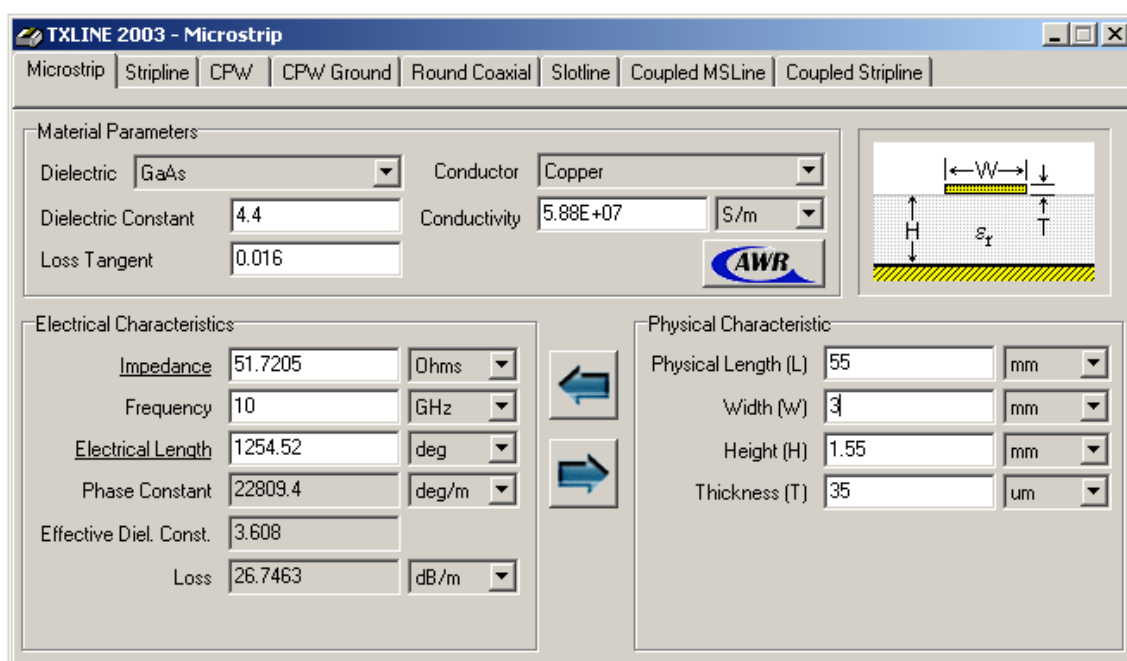 TXLINE 2003 - Microstrip
Microstrip Stripline CPW CPW Ground Round Coaxial Slotline Coupled MSLine Coupled Stripline
Material Parameters
Dielectric GaAs Conductor Copper
Dielectric Constant 4.4 Conductivity 5.88E+07 S/m
Loss Tangent 0.016 AWR
W
H εr T
Electrical Characteristics
Impedance 51.7205 Ohms
Frequency 10 GHz
Electrical Length 1254.52 deg
Phase Constant 22809.4 deg/m
Effective Diel. Const. 3.608
Loss 26.7463 dB/m
Physical Characteristic
Physical Length (L) 55 mm
Width (W) 3 mm
Height (H) 1.55 mm
Thickness (T) 35 um